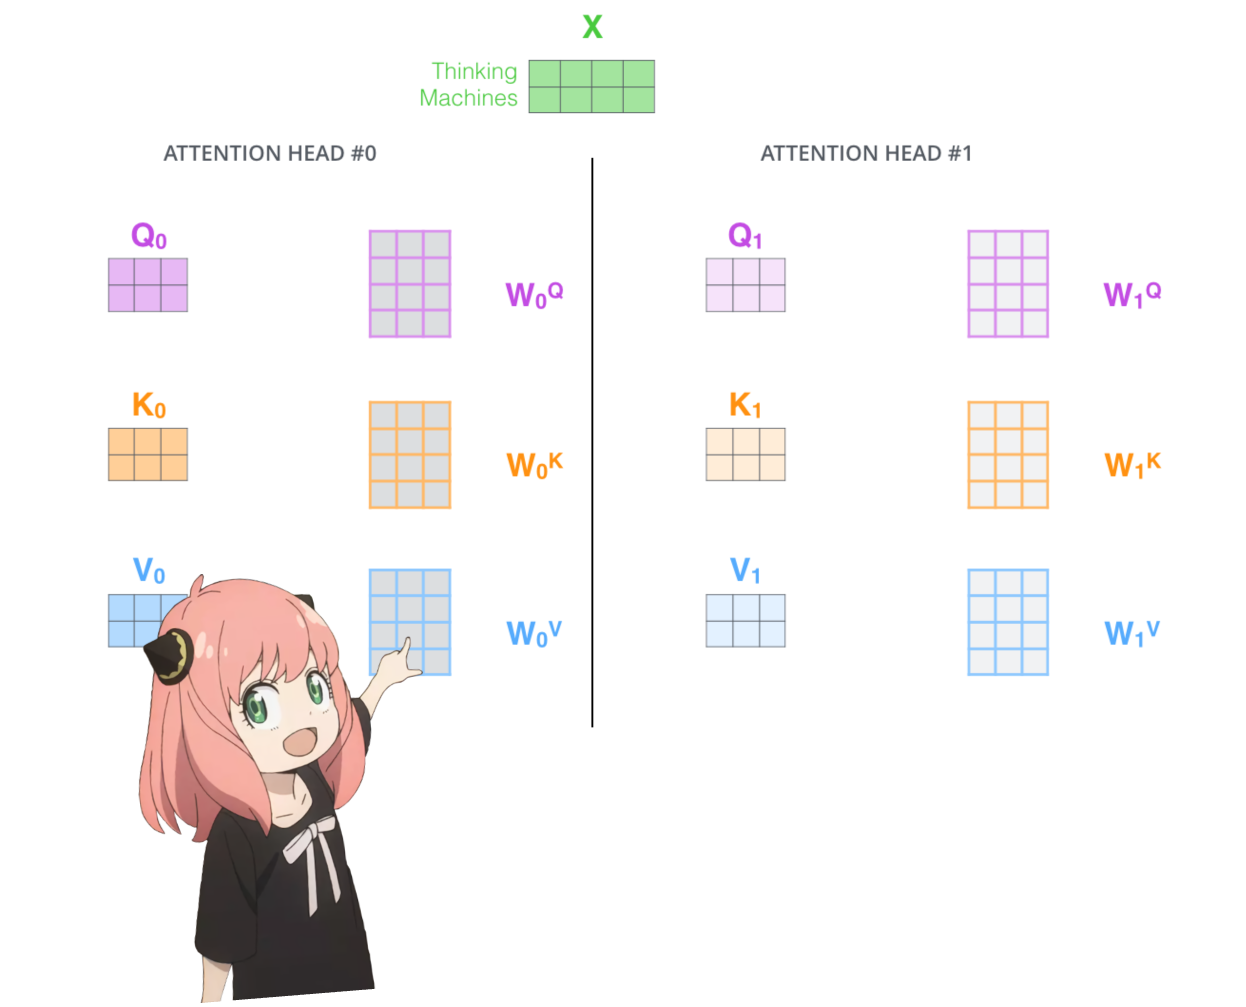 X
Thinking
Machines
ATTENTION HEAD #0
ATTENTION HEAD #1
Q₀
W₀Q
Q₁
W₁Q
K₀
W₀K
K₁
W₁K
V₀
W₀V
V₁
W₁V